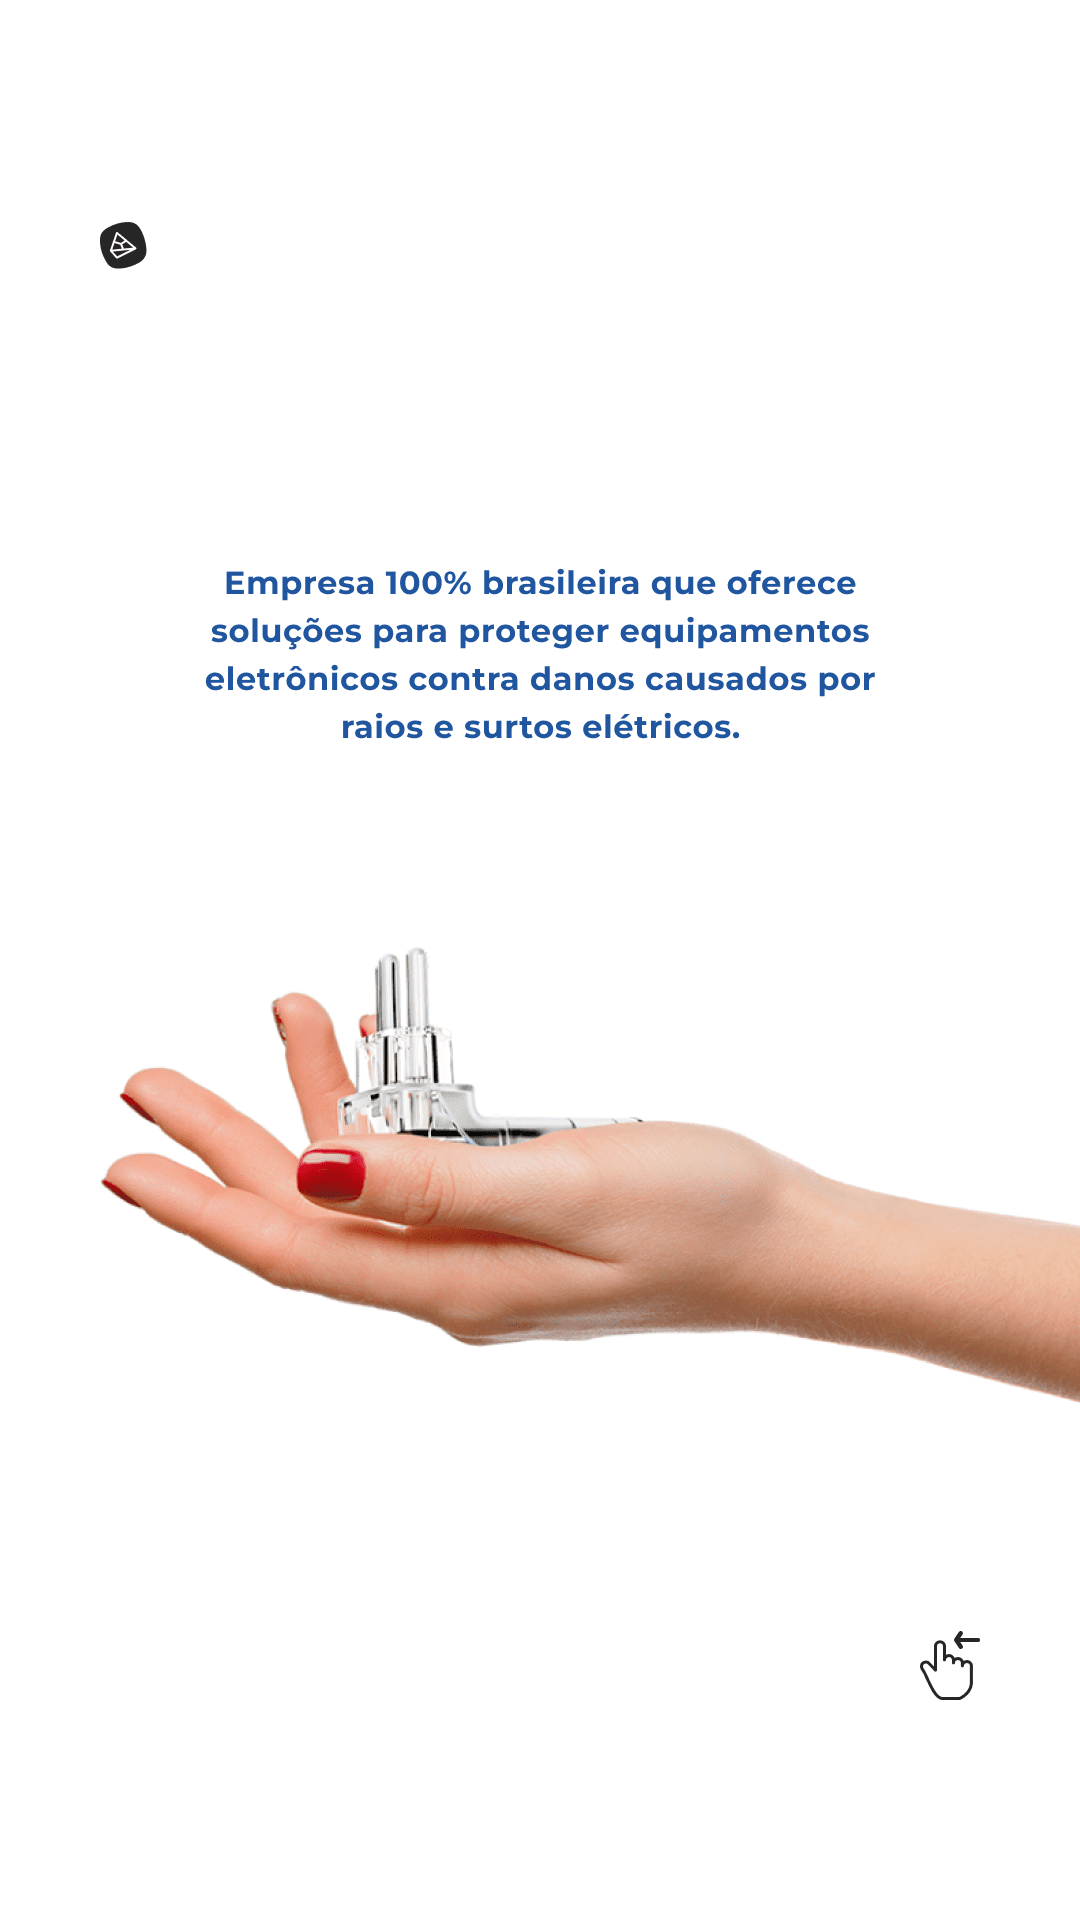 Empresa 100% brasileira que oferece
soluções para proteger equipamentos
eletrônicos contra danos causados por
raios e surtos elétricos.